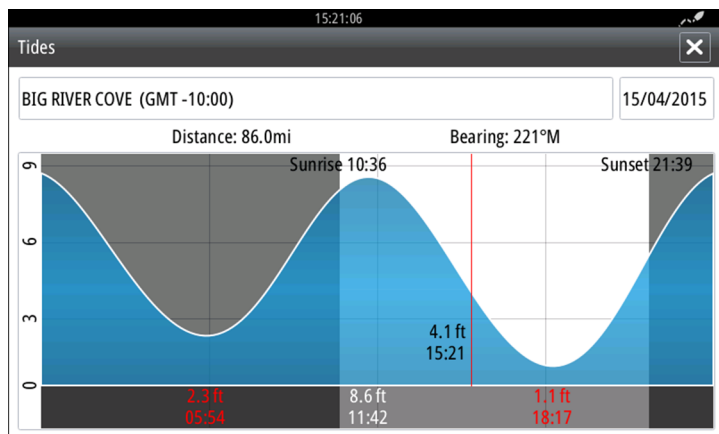 15:21:06
Tides
BIG RIVER COVE (GMT -10:00)
15/04/2015
Distance: 86.0mi
Bearing: 221°M
9
6
3
0
Sunrise 10:36
Sunset 21:39
4.1 ft
15:21
2.3 ft
05:54
8.6 ft
11:42
1.1 ft
18:17